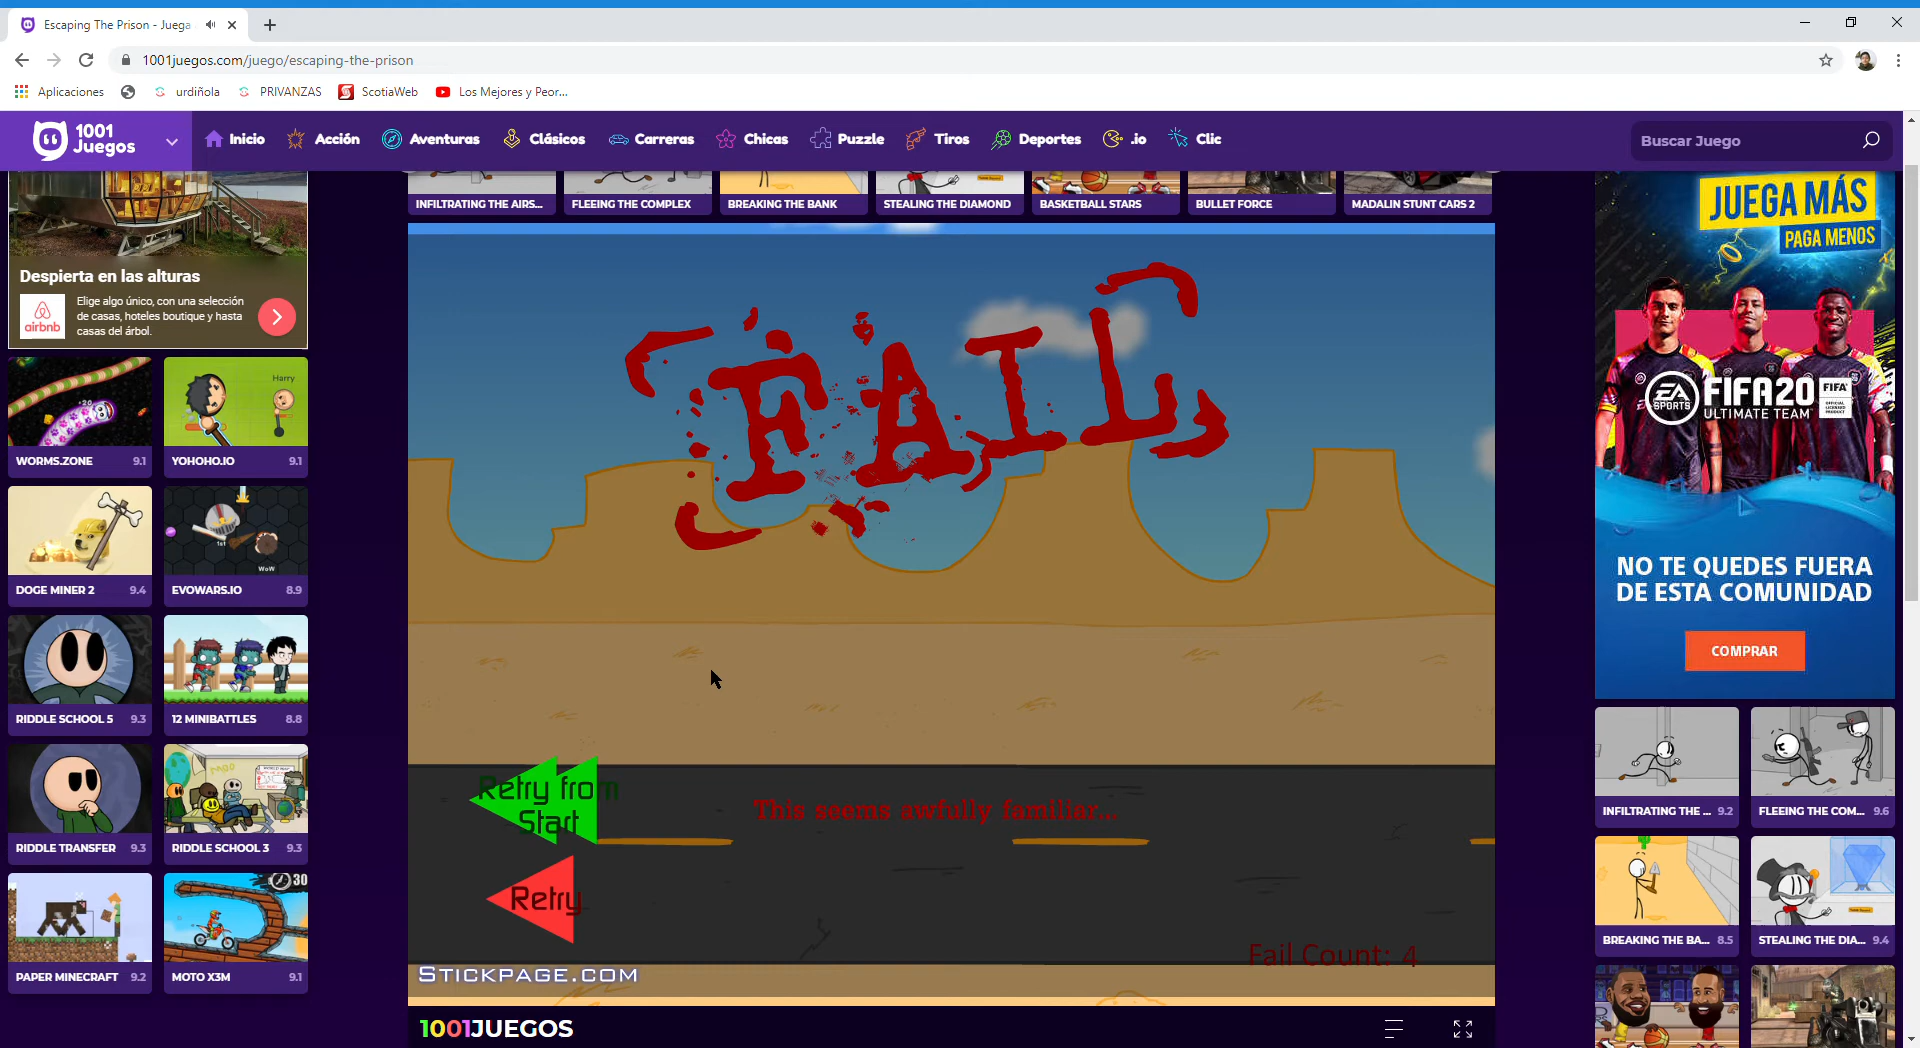 Escaping The Prison - Juega
1001juegos.com/juego/escaping-the-prison
Aplicaciones
urdiñola
PRIVANZAS
ScotiaWeb
Los Mejores y Peor...
1001 Juegos
Inicio
Acción
Aventuras
Clásicos
Carreras
Chicas
Puzzle
Tiros
Deportes
.io
Clic
Buscar Juego
INFILTRATING THE AIRS...
FLEEING THE COMPLEX
BREAKING THE BANK
STEALING THE DIAMOND
BASKETBALL STARS
BULLET FORCE
MADALIN STUNT CARS 2
Despierta en las alturas
airbnb
Elige algo único, con una selección
de casas, hoteles boutique y hasta
casas del árbol.
+20
WORMS.ZONE 9.1
Harry
YOHOHO.IO 9.1
DOGE MINER 2 9.4
1st
WoW
EVOWARS.IO 8.9
RIDDLE SCHOOL 5 9.3
12 MINIBATTLES 8.8
RIDDLE TRANSFER 9.3
RIDDLE SCHOOL 3 9.3
PAPER MINECRAFT 9.2
30
MOTO X3M 9.1
FAIL
Retry from
Start
This seems awfully familiar...
Retry
Fail Count: 4
STICKPAGE.COM
1001JUEGOS
JUEGA MÁS
PAGA MENOS
EA SPORTS
FIFA20
ULTIMATE TEAM
FIFA
NO TE QUEDES FUERA
DE ESTA COMUNIDAD
COMPRAR
INFILTRATING THE ... 9.2
FLEEING THE COM... 9.6
BREAKING THE BA... 8.5
STEALING THE DIA... 9.4